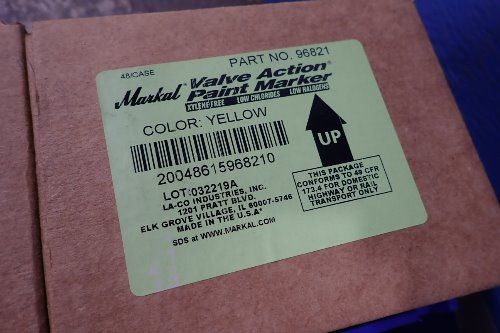 48/CASE
PART NO. 96821
Markal Valve Action
Paint Marker
XYLENE FREE LOW CHLORIDES LOW HALOGENS
COLOR: YELLOW
20048615968210
LOT:032219A
LA-CO INDUSTRIES, INC.
1201 PRATT BLVD.
ELK GROVE VILLAGE, IL 60007-5746
MADE IN THE U.S.A*
SDS at WWW.MARKAL.COM
UP
THIS PACKAGE
CONFORMS TO 49 CFR
173.4 FOR DOMESTIC
HIGHWAY OR RAIL
TRANSPORT ONLY